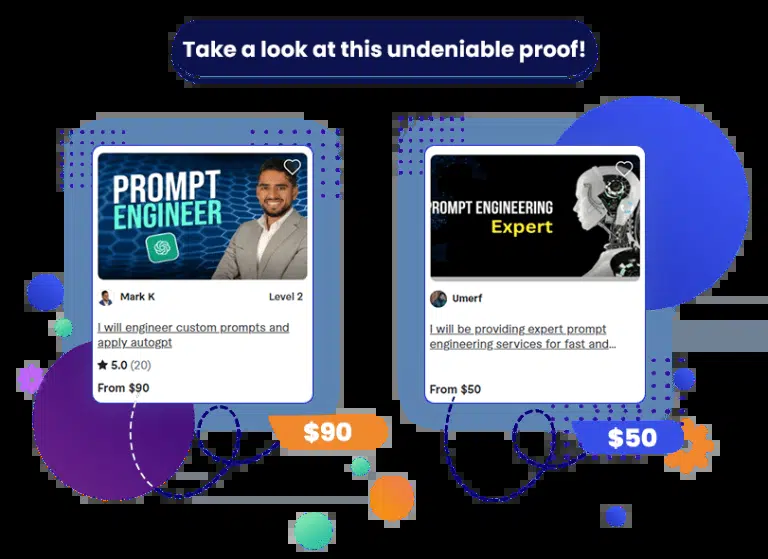 Take a look at this undeniable proof!
PROMPT
ENGINEER
Mark K Level 2
I will engineer custom prompts and
apply autogpt
5.0 (20)
From $90
$90
PROMPT ENGINEERING
Expert
Umerf
I will be providing expert prompt
engineering services for fast and...
From $50
$50